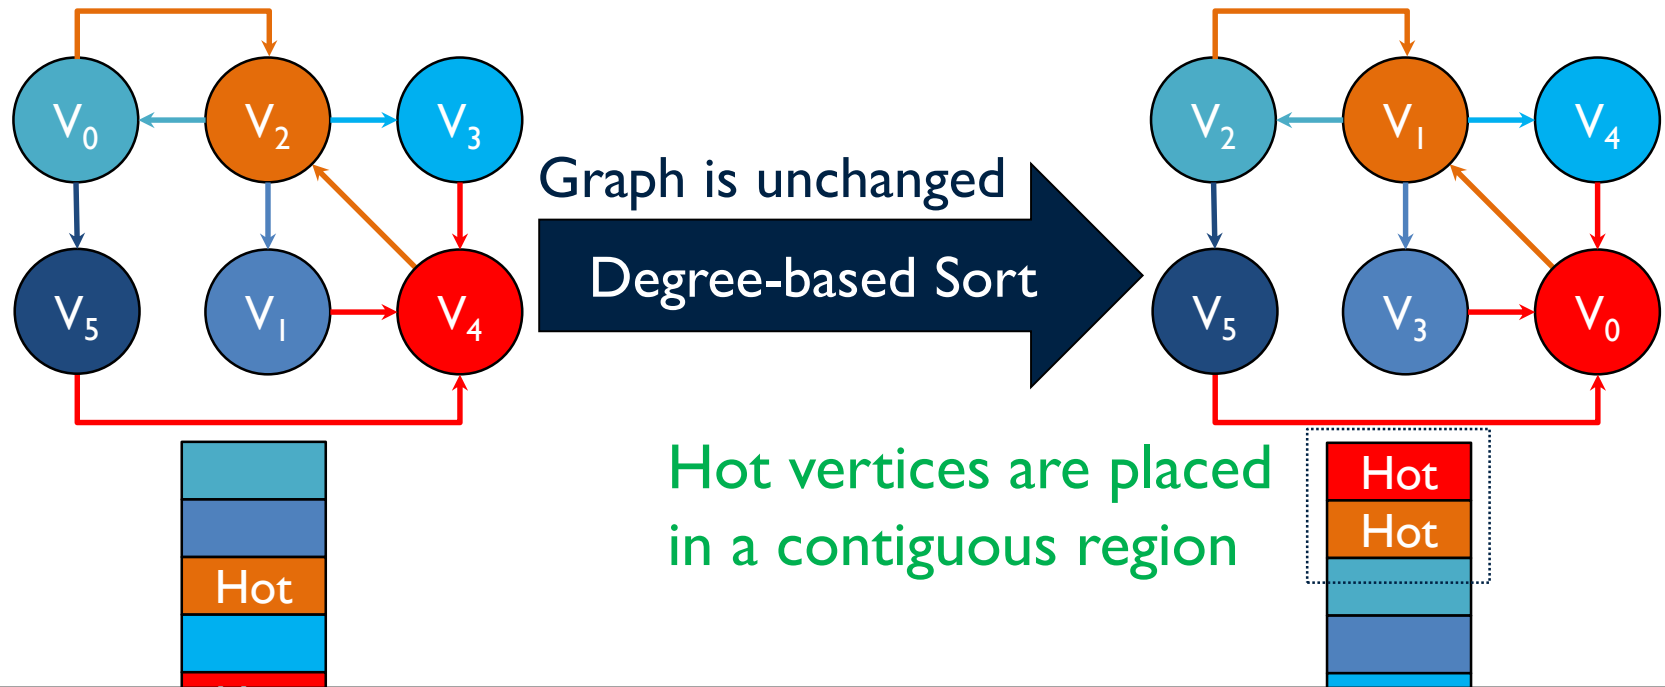 V0 V2 V3
V5 V1 V4
Graph is unchanged
Degree-based Sort
V2 V1 V4
V5 V3 V0
Hot
Hot vertices are placed
in a contiguous region
Hot
Hot